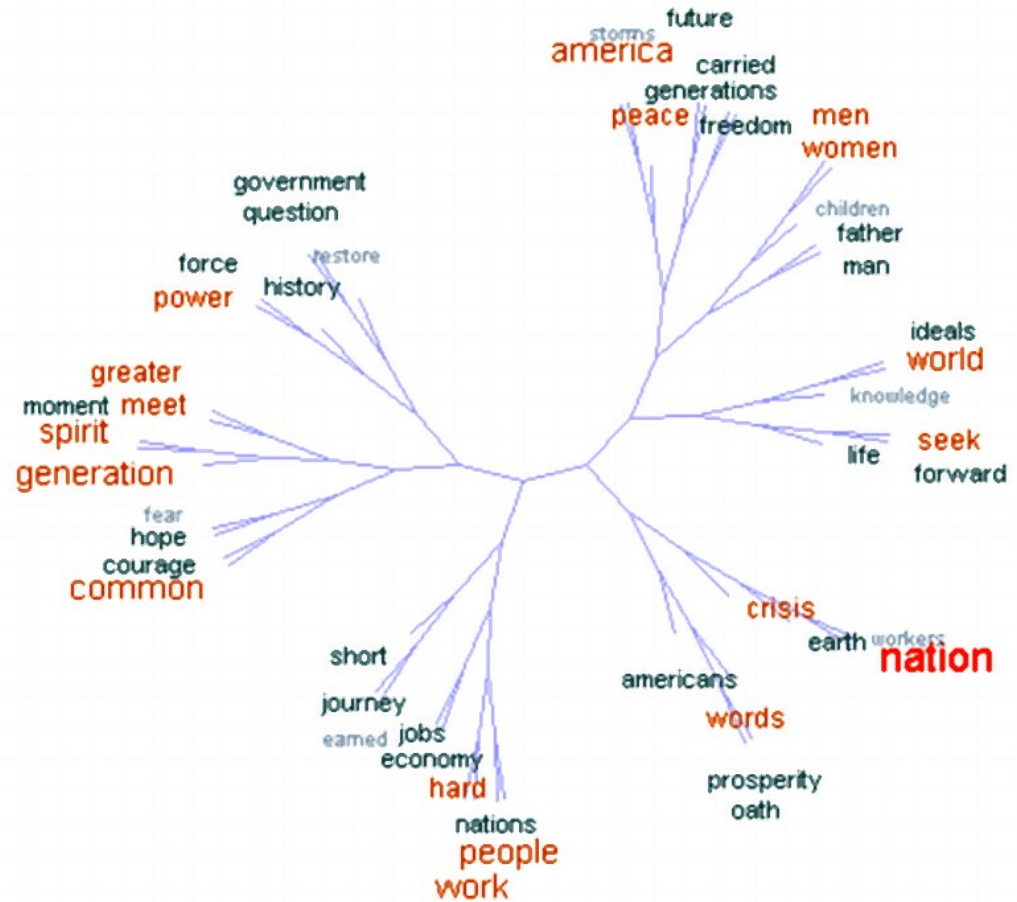 future
storms
america
carried
generations
peace
freedom
men
women
children
father
man
government
question
restore
force
history
power
ideals
world
knowledge
seek
life
forward
greater
moment meet
spirit
generation
fear
hope
courage
common
crisis
earth workers
nation
americans
words
prosperity
oath
short
journey
earned jobs
economy
hard
nations
people
work